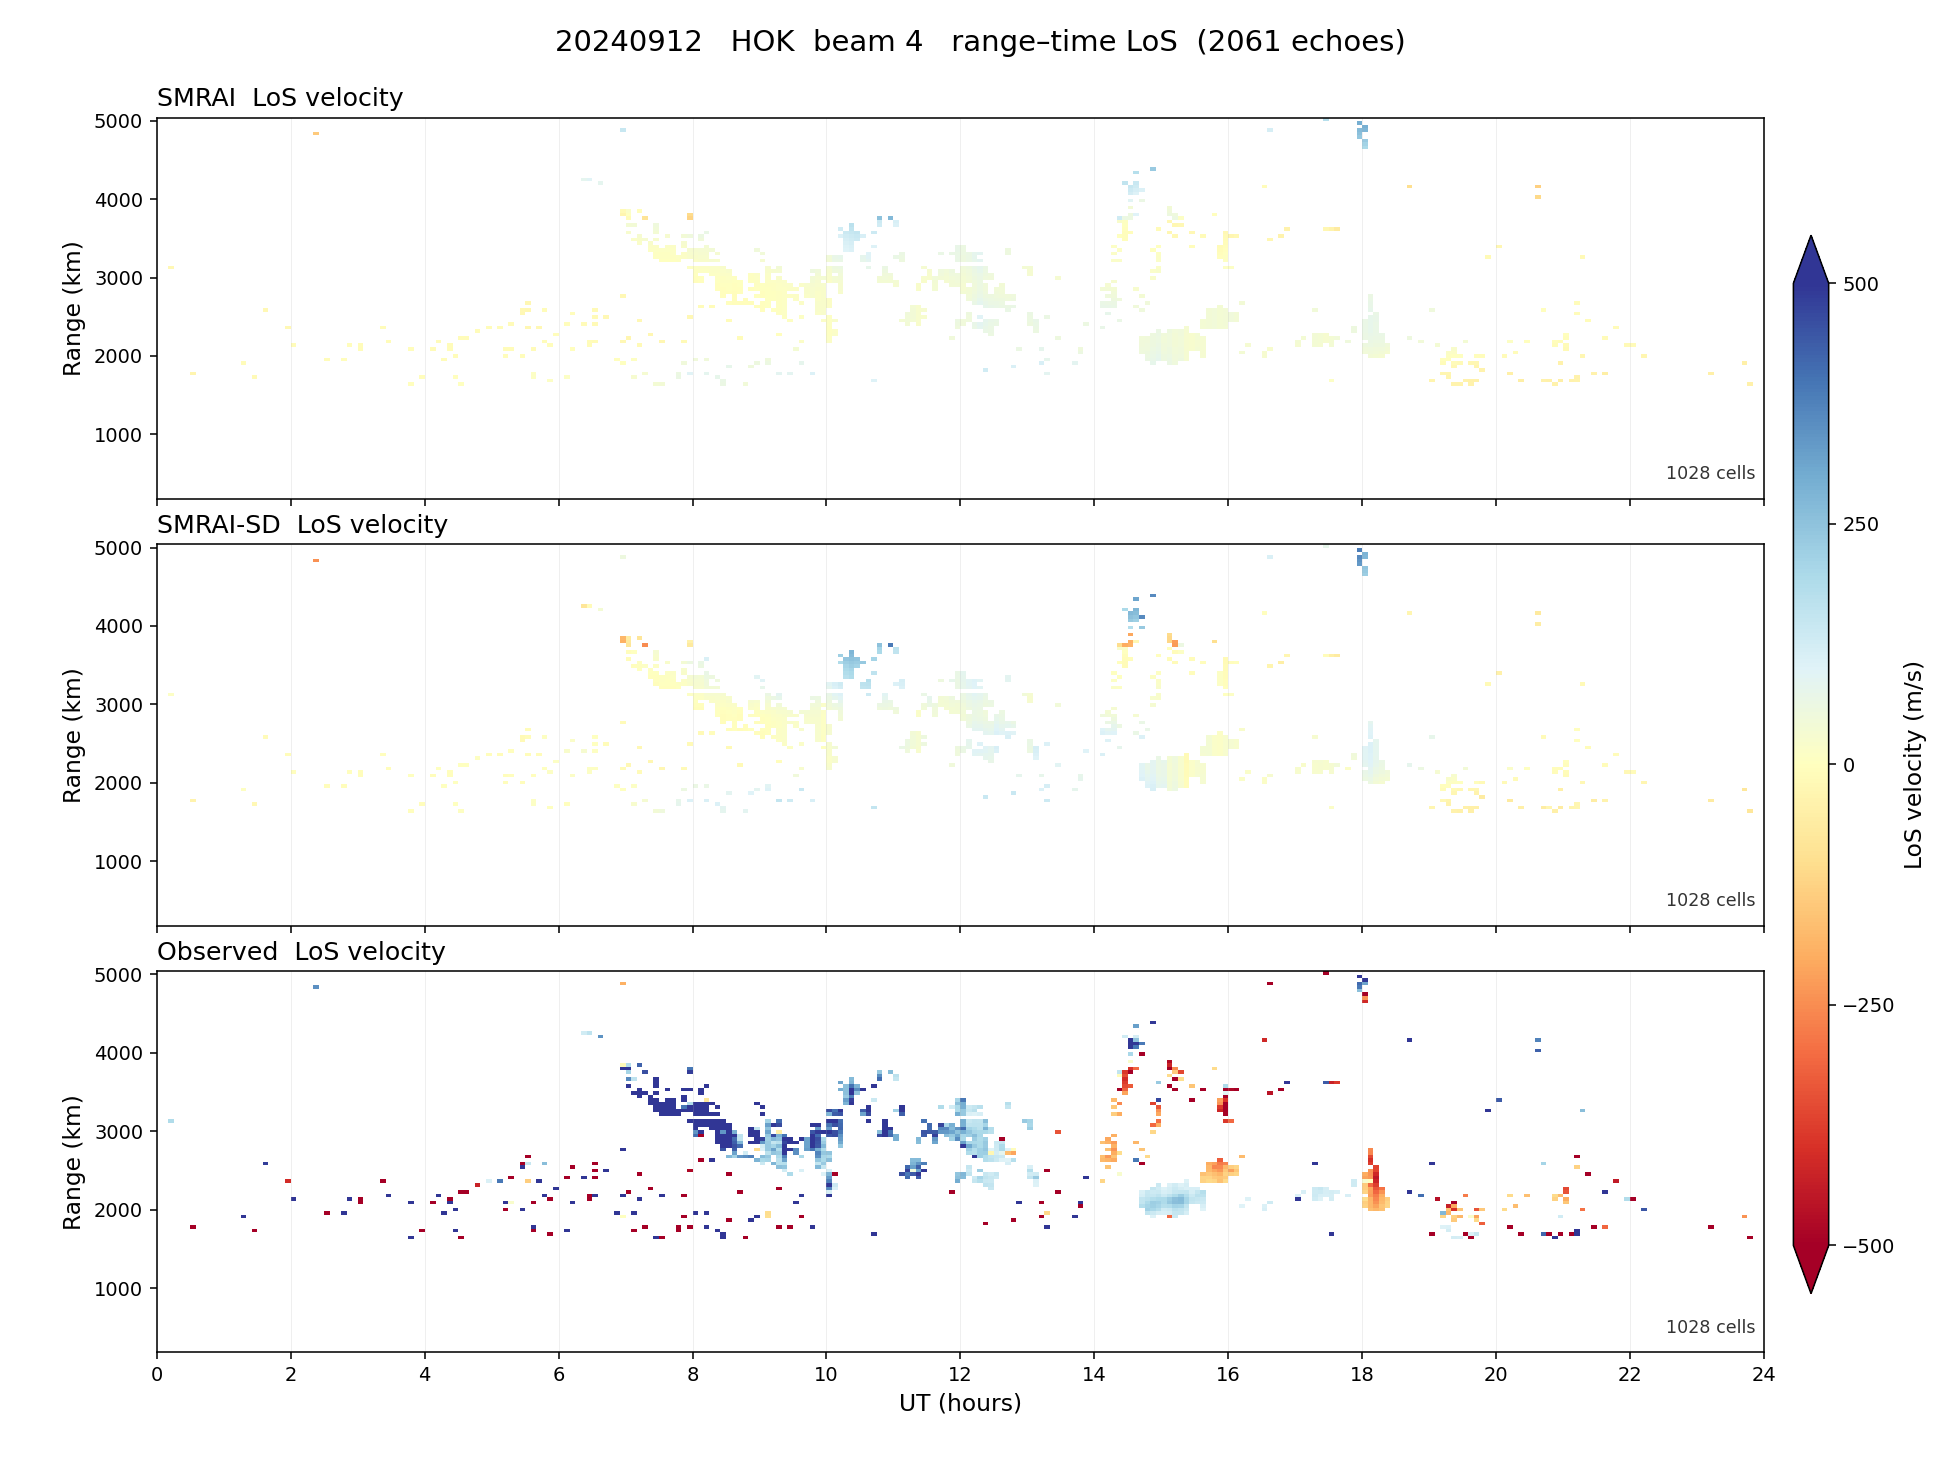 20240912   HOK  beam 4   range–time LoS  (2061 echoes)
SMRAI  LoS velocity
5000
4000
3000
2000
1000
Range (km)
1028 cells
SMRAI-SD  LoS velocity
5000
4000
3000
2000
1000
Range (km)
1028 cells
Observed  LoS velocity
5000
4000
3000
2000
1000
Range (km)
1028 cells
0 2 4 6 8 10 12 14 16 18 20 22 24
UT (hours)
500
250
0
−250
−500
LoS velocity (m/s)